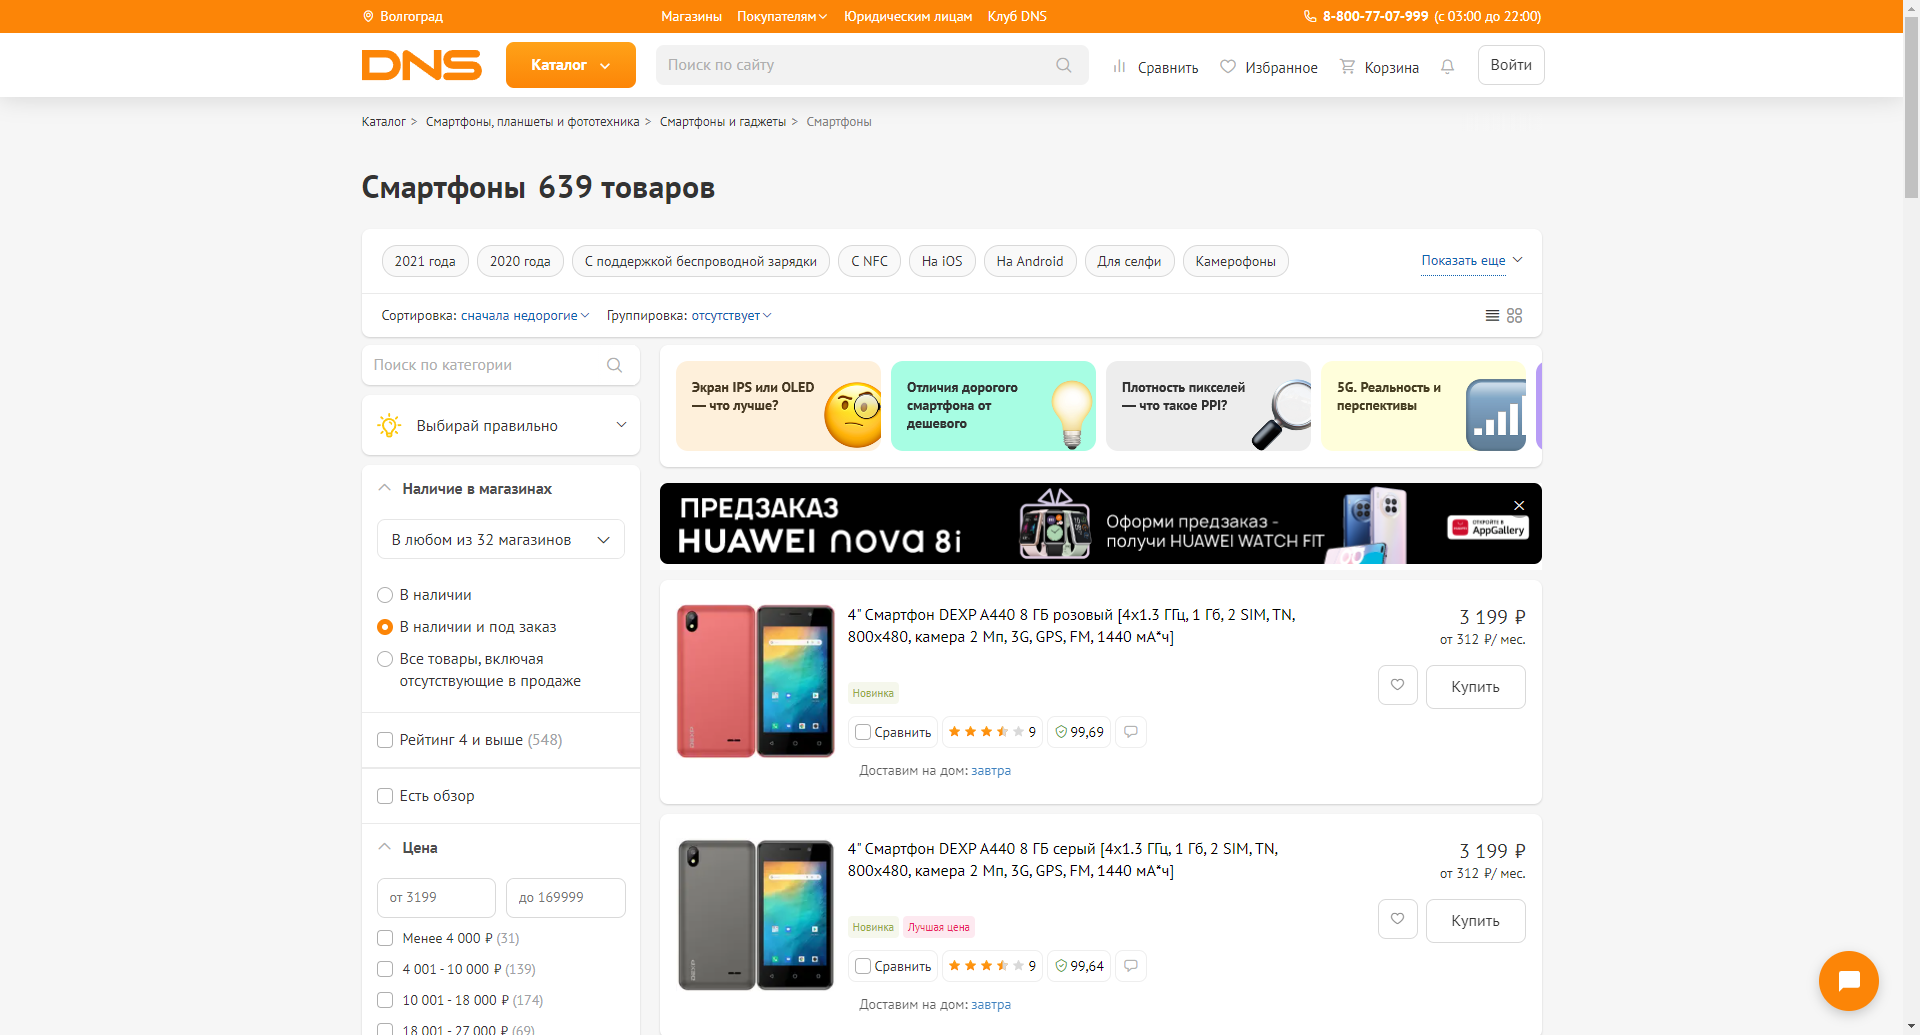 Волгоград
Магазины Покупателям Юридическим лицам Клуб DNS
8-800-77-07-999 (с 03:00 до 22:00)
DNS
Каталог
Поиск по сайту
Сравнить
Избранное
Корзина
Войти
Каталог > Смартфоны, планшеты и фототехника > Смартфоны и гаджеты > Смартфоны
Смартфоны 639 товаров
2021 года
2020 года
С поддержкой беспроводной зарядки
С NFC
На iOS
На Android
Для селфи
Камерофоны
Показать еще
Сортировка: сначала недорогие
Группировка: отсутствует
Поиск по категории
Выбирай правильно
Наличие в магазинах
В любом из 32 магазинов
В наличии
В наличии и под заказ
Все товары, включая
отсутствующие в продаже
Рейтинг 4 и выше (548)
Есть обзор
Цена
от 3199
до 169999
Менее 4 000 ₽ (31)
4 001 - 10 000 ₽ (139)
10 001 - 18 000 ₽ (174)
18 001 - 27 000 ₽ (69)
Экран IPS или OLED
— что лучше?
Отличия дорогого
смартфона от
дешевого
Плотность пикселей
— что такое PPI?
5G. Реальность и
перспективы
ПРЕДЗАКАЗ
HUAWEI nova 8i
Оформи предзаказ -
получи HUAWEI WATCH FIT
ОТКРОЙТЕ В
AppGallery
4" Смартфон DEXP A440 8 ГБ розовый [4x1.3 ГГц, 1 Гб, 2 SIM, TN,
800x480, камера 2 Мп, 3G, GPS, FM, 1440 мА*ч]
3 199 ₽
от 312 ₽/ мес.
Купить
Новинка
Сравнить
9
99,69
Доставим на дом: завтра
DEXP
4" Смартфон DEXP A440 8 ГБ серый [4x1.3 ГГц, 1 Гб, 2 SIM, TN,
800x480, камера 2 Мп, 3G, GPS, FM, 1440 мА*ч]
3 199 ₽
от 312 ₽/ мес.
Купить
Новинка
Лучшая цена
Сравнить
9
99,64
Доставим на дом: завтра
DEXP